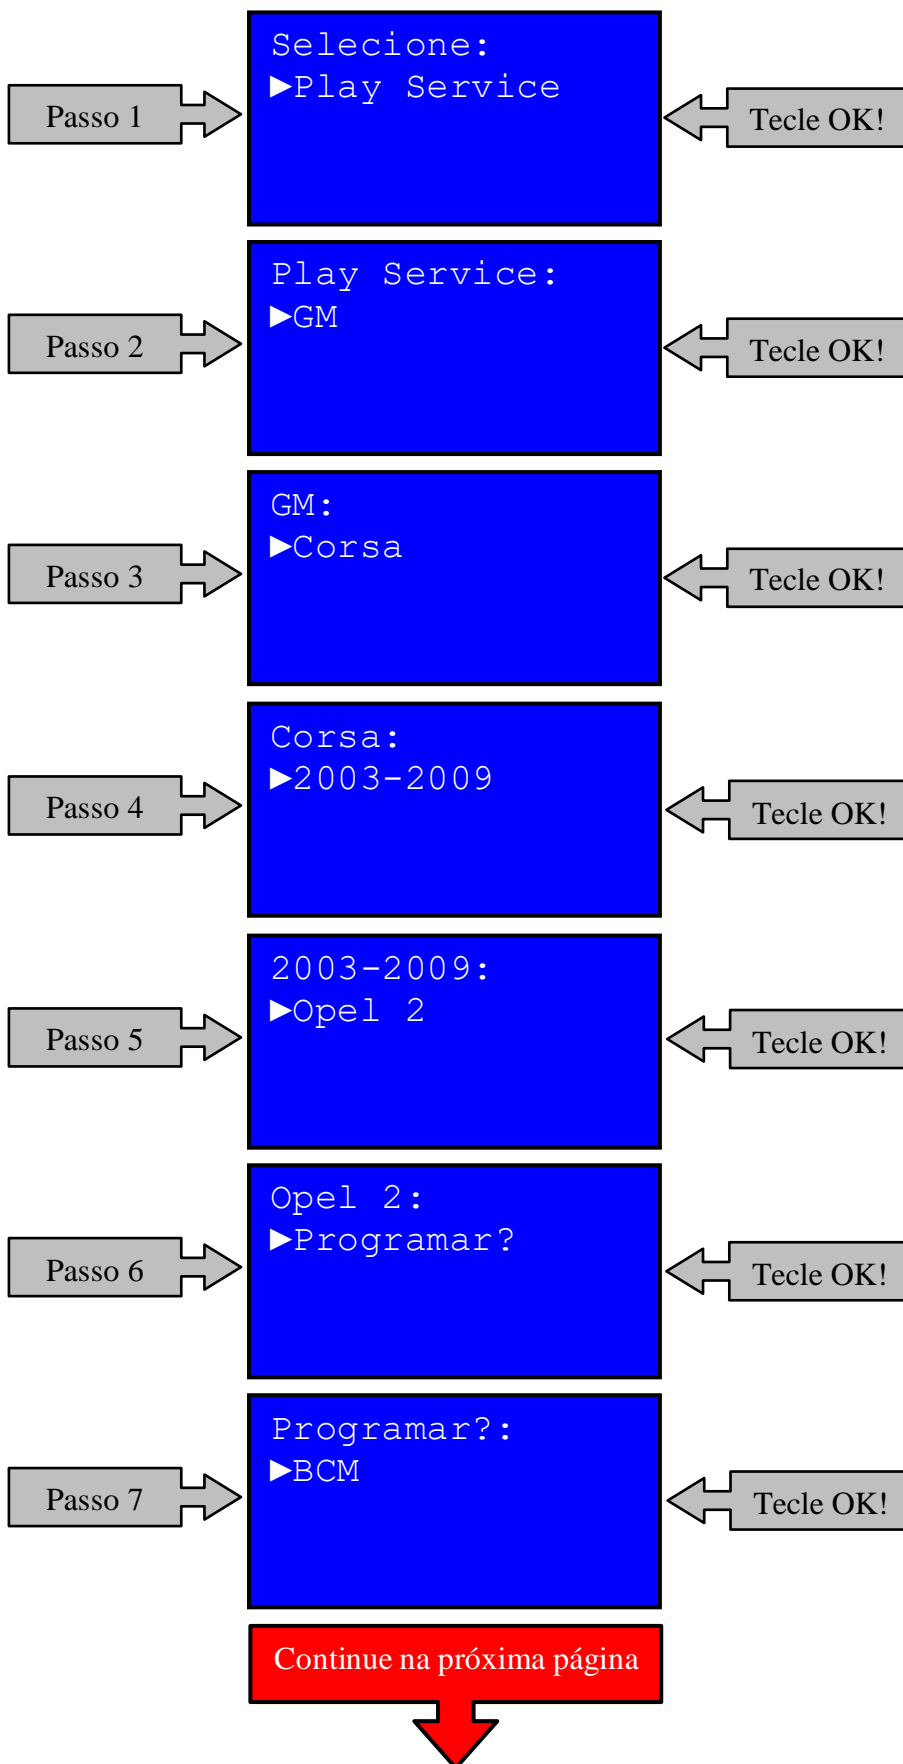 Selecione:
►Play Service
Passo 1
Tecle OK!
Play Service:
►GM
Passo 2
Tecle OK!
GM:
►Corsa
Passo 3
Tecle OK!
Corsa:
►2003-2009
Passo 4
Tecle OK!
2003-2009:
►Opel 2
Passo 5
Tecle OK!
Opel 2:
►Programar?
Passo 6
Tecle OK!
Programar?:
►BCM
Passo 7
Tecle OK!
Continue na próxima página